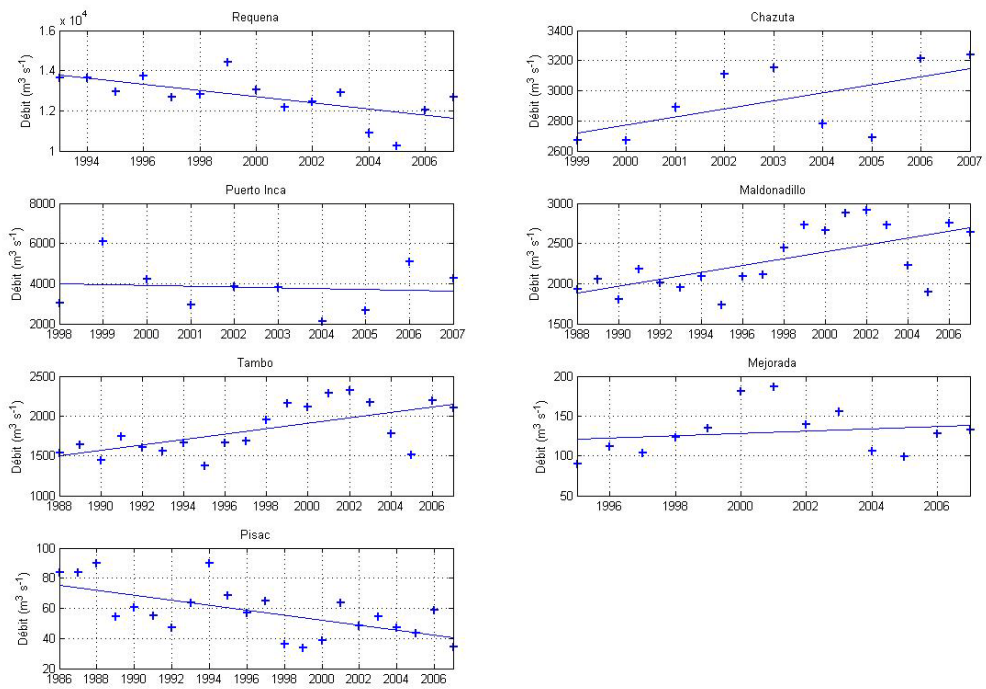 Requena
1.6 x 10⁴
1.4
1.2
1
Débit (m³ s⁻¹)
1994 1996 1998 2000 2002 2004 2006
Chazuta
3400
3200
3000
2800
2600
Débit (m³ s⁻¹)
1999 2000 2001 2002 2003 2004 2005 2006 2007
Puerto Inca
8000
6000
4000
2000
Débit (m³ s⁻¹)
1998 1999 2000 2001 2002 2003 2004 2005 2006 2007
Maldonadillo
3000
2500
2000
1500
Débit (m³ s⁻¹)
1988 1990 1992 1994 1996 1998 2000 2002 2004 2006
Tambo
2500
2000
1500
1000
Débit (m³ s⁻¹)
1988 1990 1992 1994 1996 1998 2000 2002 2004 2006
Mejorada
200
150
100
50
Débit (m³ s⁻¹)
1996 1998 2000 2002 2004 2006
Pisac
100
80
60
40
20
Débit (m³ s⁻¹)
1986 1988 1990 1992 1994 1996 1998 2000 2002 2004 2006